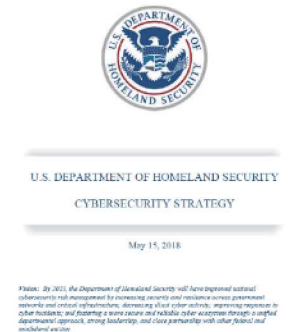 U.S. DEPARTMENT OF
HOMELAND SECURITY
U.S. DEPARTMENT OF HOMELAND SECURITY
CYBERSECURITY STRATEGY
May 15, 2018
Vision: By 2023, the Department of Homeland Security will have improved national
cybersecurity risk management by increasing security and resilience across government
networks and critical infrastructure; decreasing illicit cyber activity; improving responses to
cyber incidents; and fostering a more secure and reliable cyber ecosystem through a unified
departmental approach, strong leadership, and close partnership with other federal and
nonfederal entities